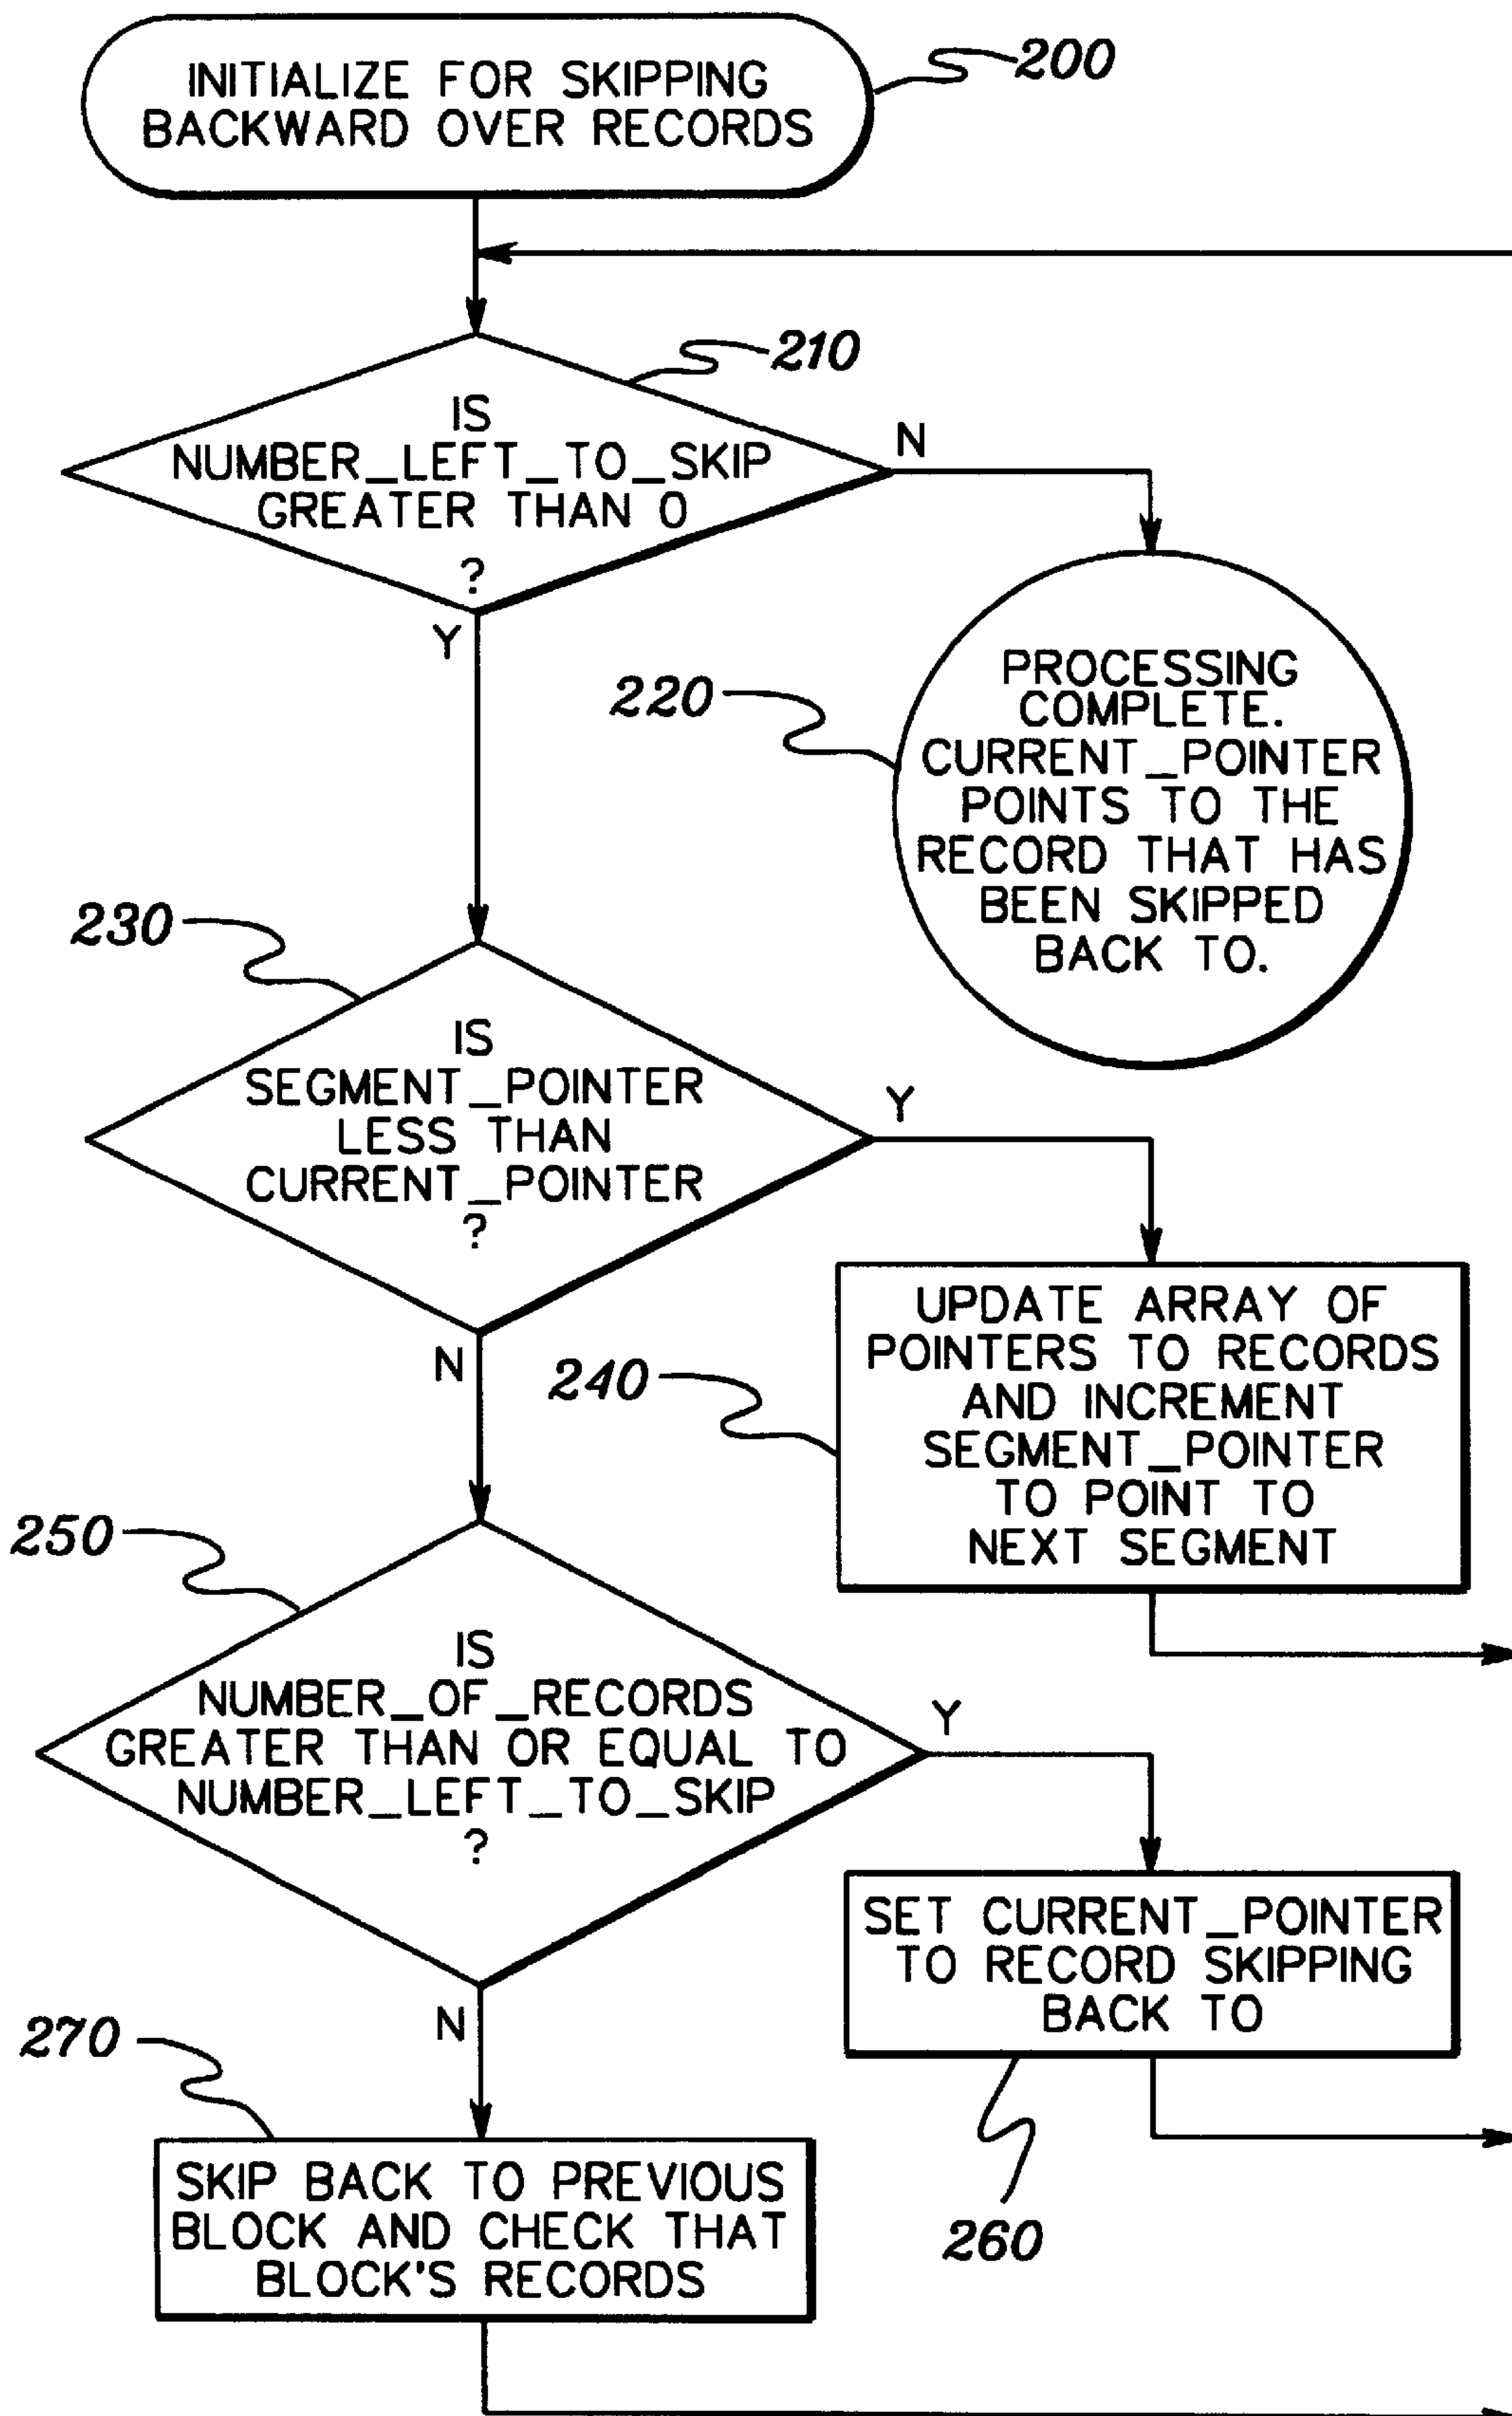 INITIALIZE FOR SKIPPING
BACKWARD OVER RECORDS
200
IS
NUMBER_LEFT_TO_SKIP
GREATER THAN 0
?
210
N
Y
PROCESSING
COMPLETE.
CURRENT_POINTER
POINTS TO THE
RECORD THAT HAS
BEEN SKIPPED
BACK TO.
220
230
IS
SEGMENT_POINTER
LESS THAN
CURRENT_POINTER
?
Y
N
UPDATE ARRAY OF
POINTERS TO RECORDS
AND INCREMENT
SEGMENT_POINTER
TO POINT TO
NEXT SEGMENT
240
250
IS
NUMBER_OF_RECORDS
GREATER THAN OR EQUAL TO
NUMBER_LEFT_TO_SKIP
?
Y
N
SET CURRENT_POINTER
TO RECORD SKIPPING
BACK TO
260
270
SKIP BACK TO PREVIOUS
BLOCK AND CHECK THAT
BLOCK'S RECORDS